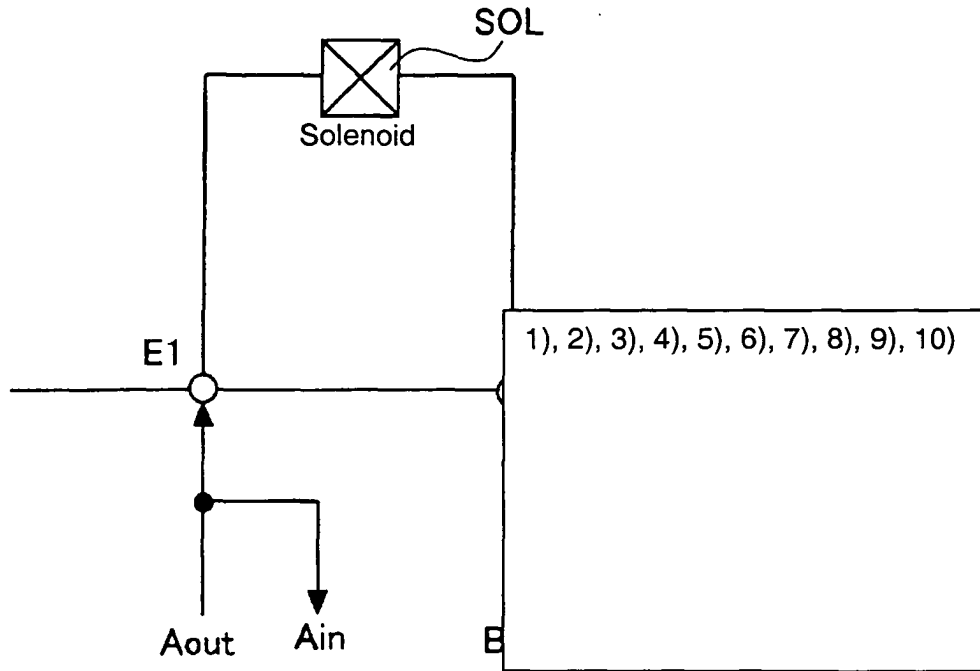 SOL
Solenoid
1), 2), 3), 4), 5), 6), 7), 8), 9), 10)
E1
Aout
Ain
B